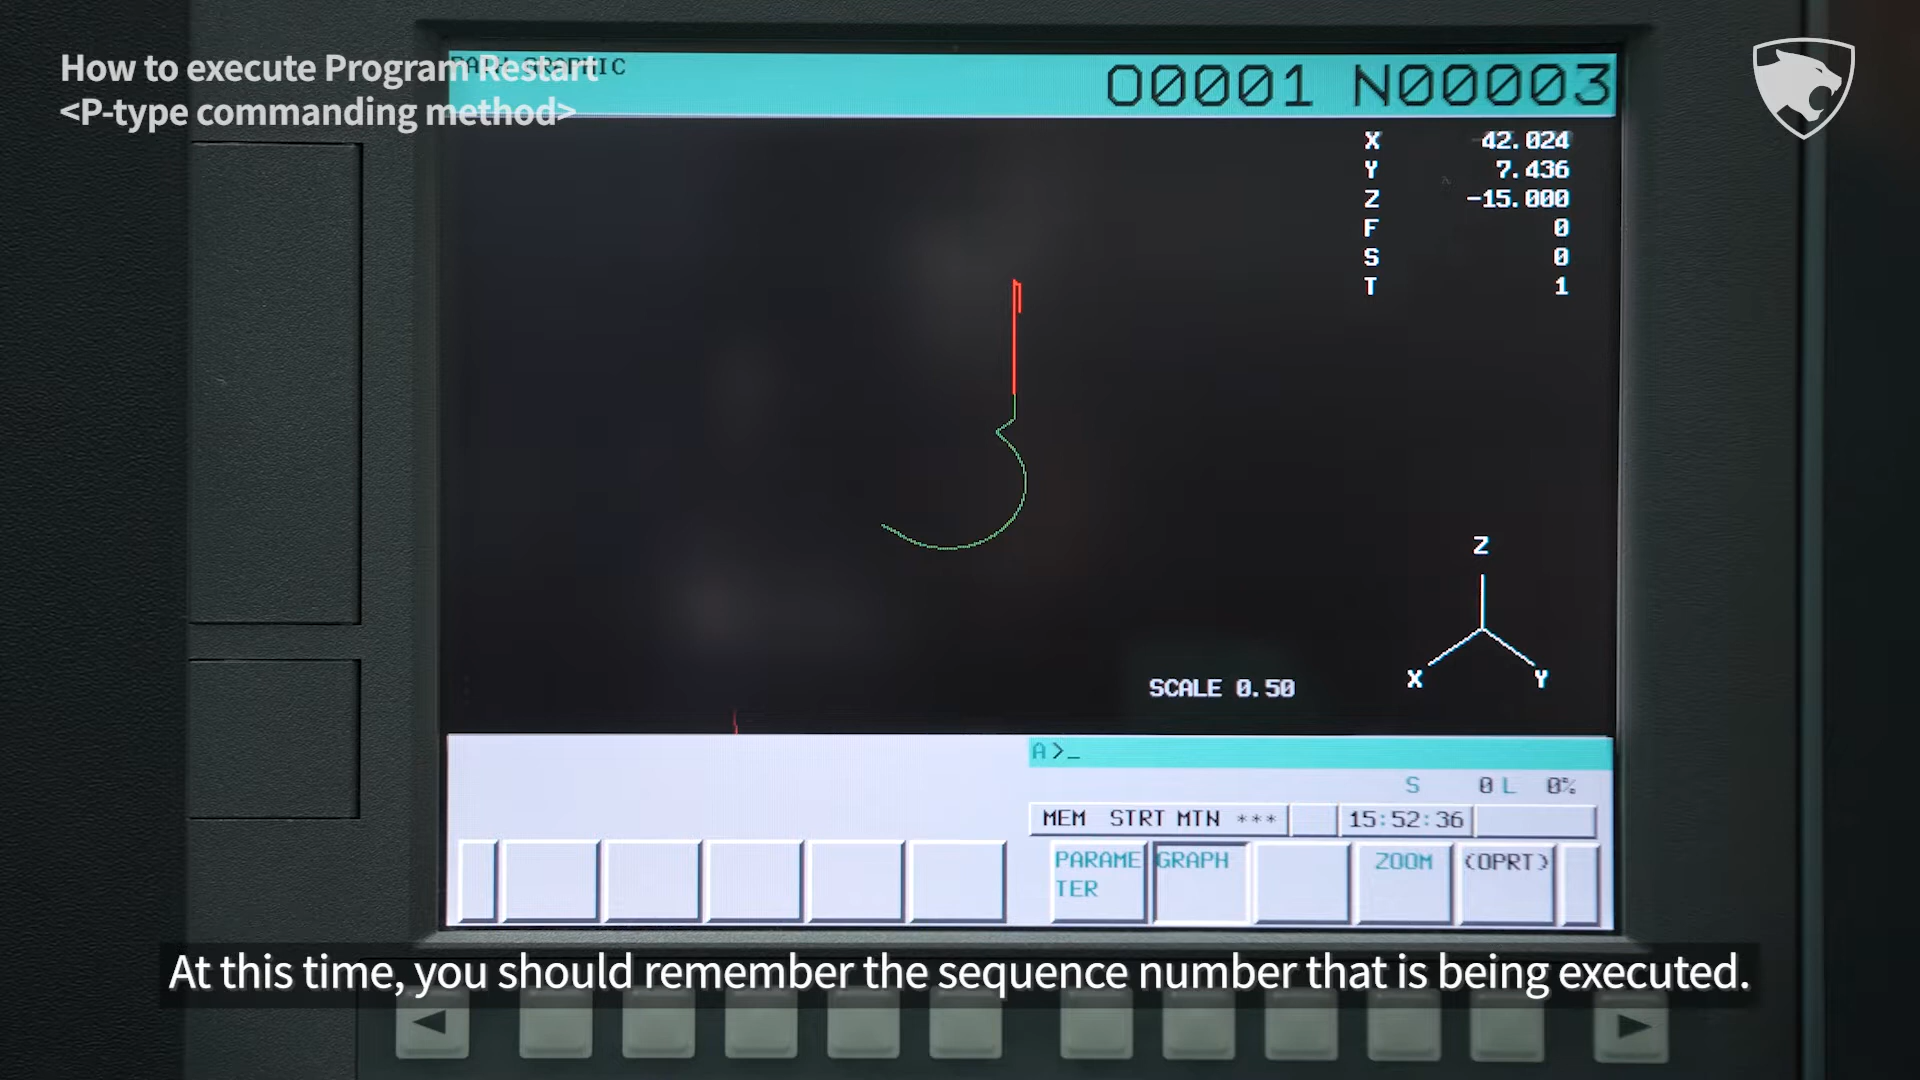 How to execute Program Restart
<P-type commanding method>
O0001 N00003
X 42.024
Y 7.436
Z -15.000
F 0
S 0
T 1
Z
X Y
SCALE 0.50
A>_
S 0 L 0%
MEM STRT MTN *** 15:52:36
PARAME
TER GRAPH ZOOM (OPRT)
At this time, you should remember the sequence number that is being executed.